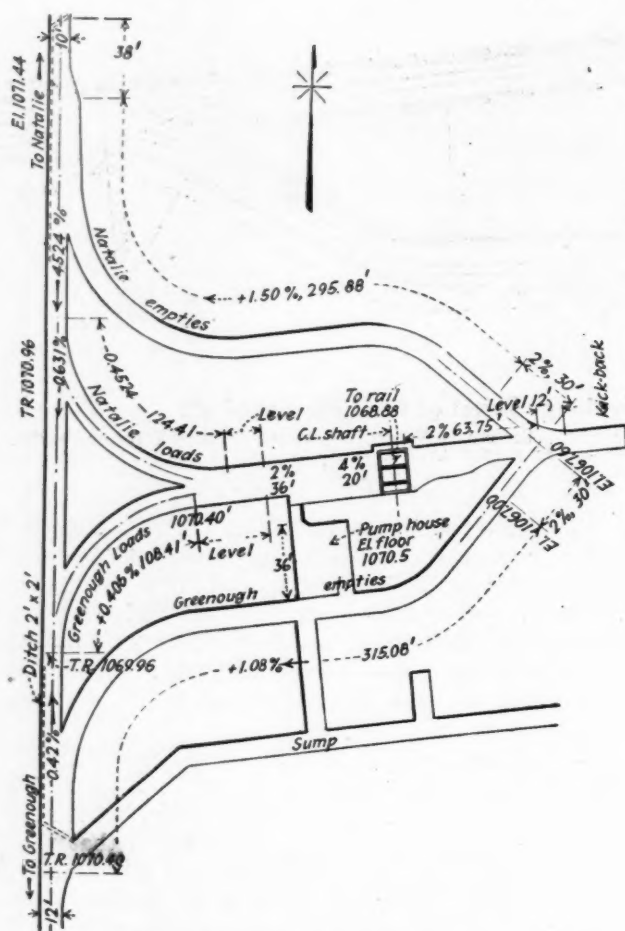 10'
38'
El.1071.44
To Natalie
.4524 %
Natalie
empties
+1.50%, 295.88'
-0.631%
TR 1070.96
-0.4524
-124.41
Natalie loads
Level
To rail
1068.88
C.L. shaft
2% 63.75
2%, 30'
Level 12'
Kick-back
2%
36'
4%
20'
1070.40'
Level
El.1067.60
El 1067.00
2%, 30'
Pump house
El. floor
1070.5
36'
Greenough Loads
+0.406% 108.41'
Greenough
empties
Ditch 2' x 2'
T.R. 1069.96
+1.08%
315.08'
-0.42%
Sump
To Greenough
T.R. 1070.40
12'